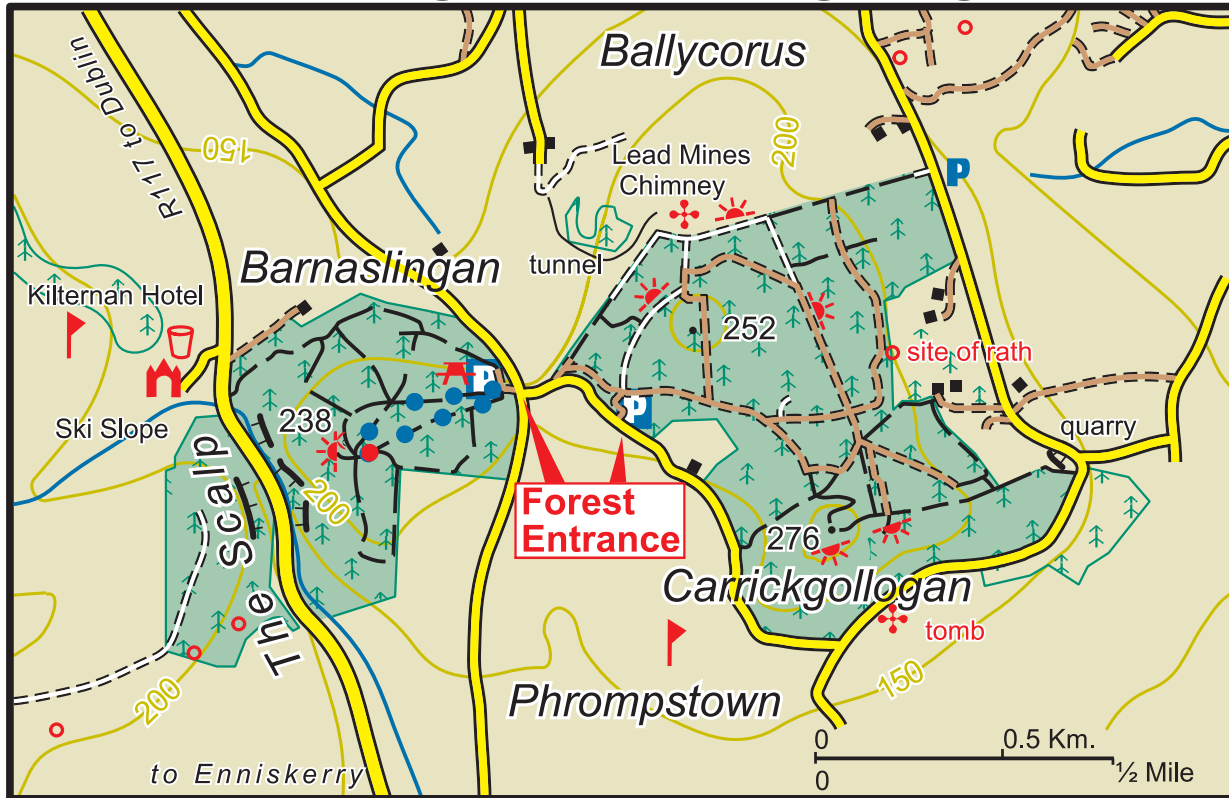 Ballycorus
R117 to Dublin
150
200
Lead Mines
Chimney
P
Barnaslingan
tunnel
Kilternan Hotel
252
site of rath
P
P
238
Ski Slope
quarry
The Scalp
200
Forest
Entrance
276
Carrickgollogan
tomb
200
Phrompstown
150
0
0.5 Km.
0
½ Mile
to Enniskerry